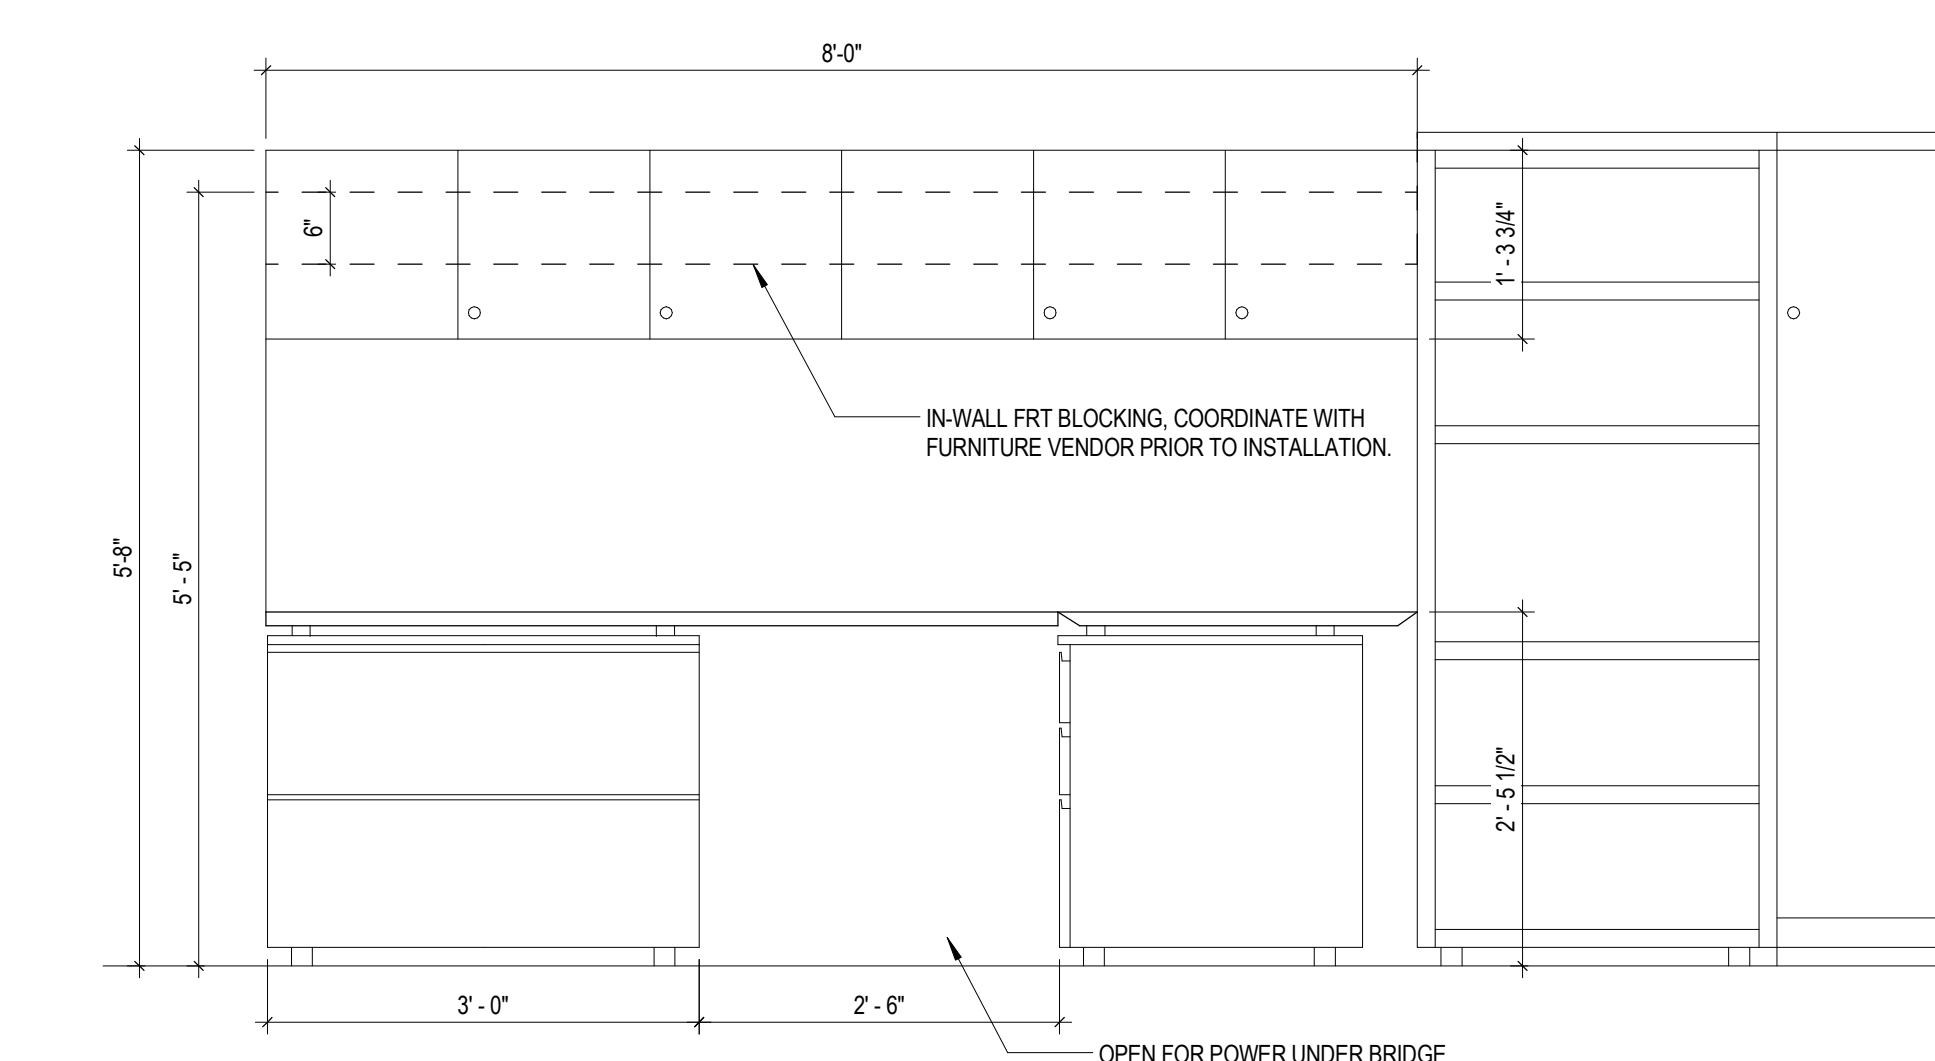 8'-0"
6"
1' - 3 3/4"
IN-WALL FRT BLOCKING, COORDINATE WITH
FURNITURE VENDOR PRIOR TO INSTALLATION.
5'-8"
5' - 5"
2' - 5 1/2"
3' - 0"
2' - 6"
OPEN FOR POWER UNDER BRIDGE